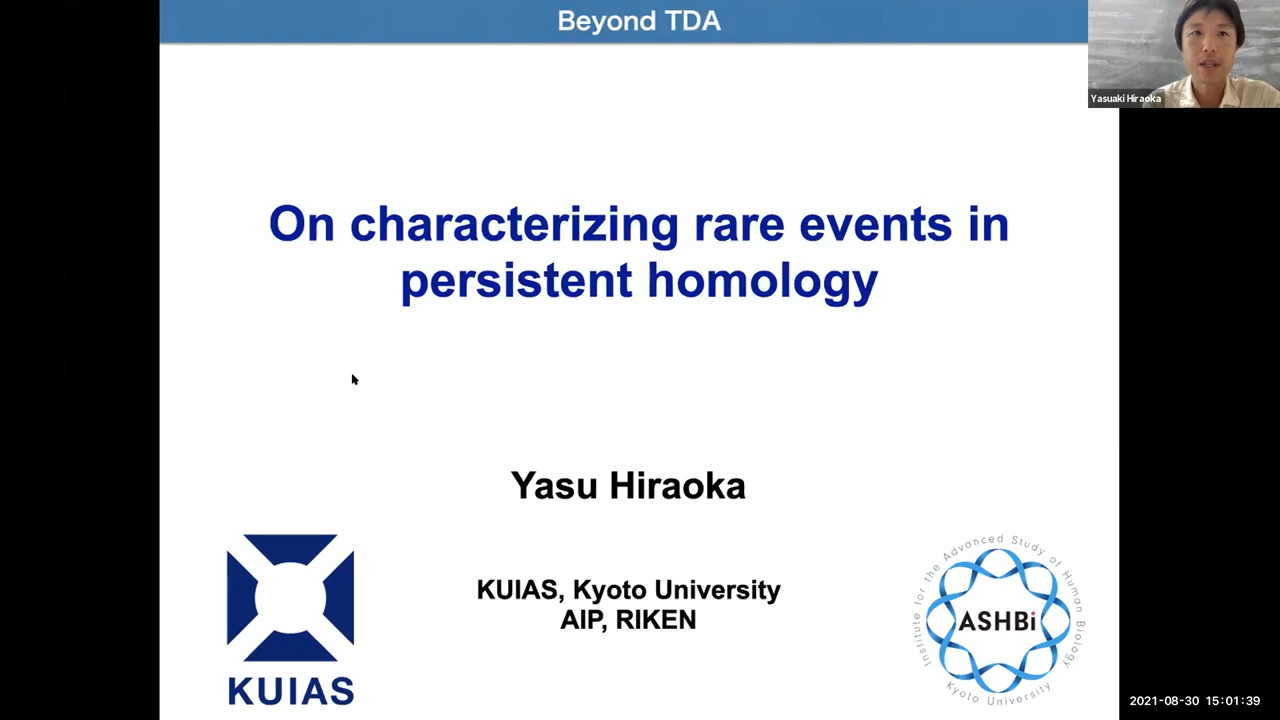 Beyond TDA
Yasuaki Hiraoka
On characterizing rare events in
persistent homology
Yasu Hiraoka
KUIAS, Kyoto University
AIP, RIKEN
KUIAS
Institute for the Advanced Study of Human Biology
ASHBi
Kyoto University
2021-08-30 15:01:39